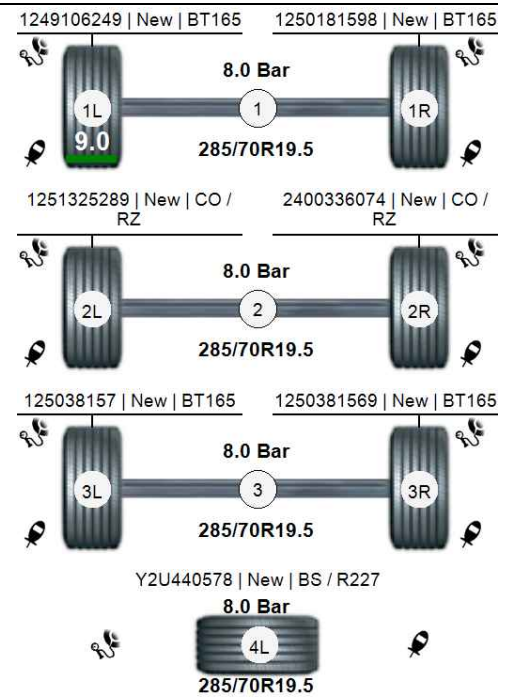 1249106249 | New | BT165
1250181598 | New | BT165
8.0 Bar
1L
1
1R
9.0
285/70R19.5
1251325289 | New | CO /
RZ
2400336074 | New | CO /
RZ
8.0 Bar
2L
2
2R
285/70R19.5
125038157 | New | BT165
1250381569 | New | BT165
8.0 Bar
3L
3
3R
285/70R19.5
Y2U440578 | New | BS / R227
8.0 Bar
4L
285/70R19.5